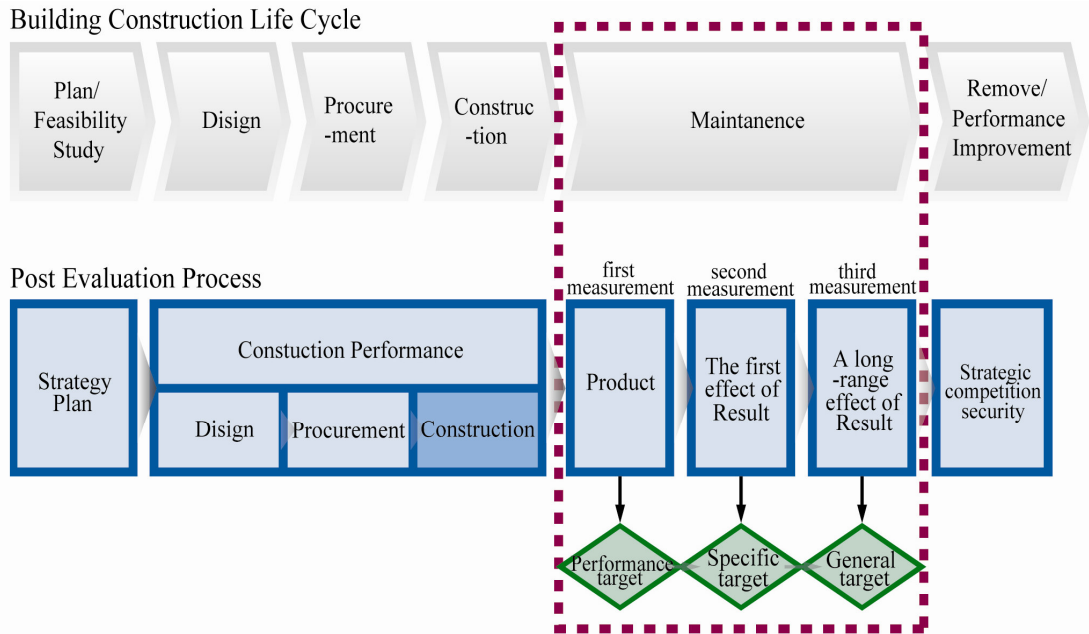 Building Construction Life Cycle
Plan/
Feasibility
Study
Disign
Procure
-ment
Construc
-tion
Maintanence
Remove/
Performance
Improvement
Post Evaluation Process
first
measurement
second
measurement
third
measurement
Strategy
Plan
Constuction Performance
Disign
Procurement
Construction
Product
The first
effect of
Result
A long
-range
effect of
Rcsult
Strategic
competition
security
Performance
target
Specific
target
General
target